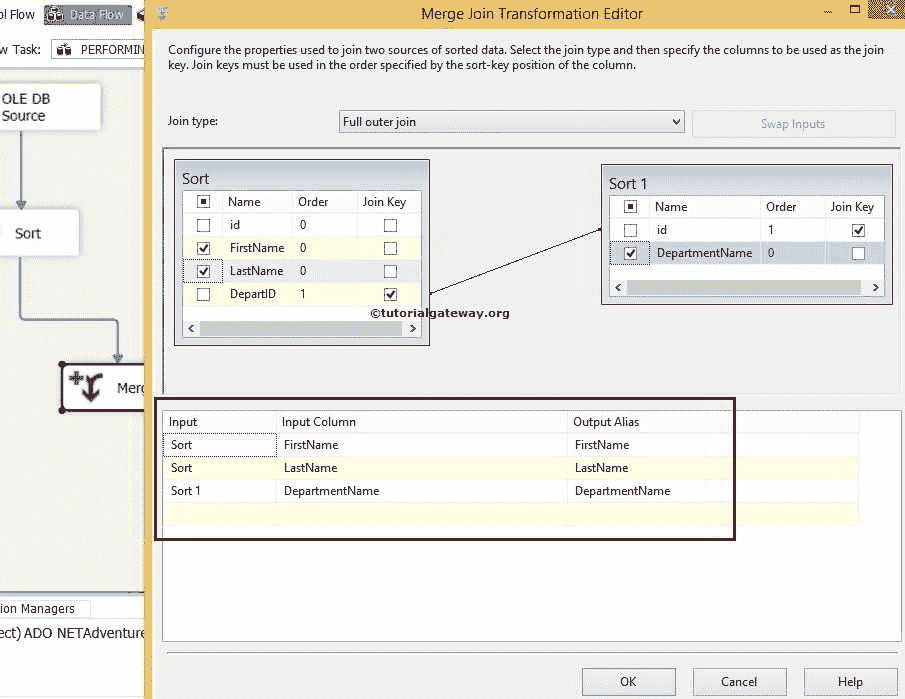 ol Flow Data Flow
Merge Join Transformation Editor
w Task: PERFORMIN
Configure the properties used to join two sources of sorted data. Select the join type and then specify the columns to be used as the join
key. Join keys must be used in the order specified by the sort-key position of the column.
OLE DB
Source
Join type: Full outer join Swap Inputs
Sort
Name Order Join Key
id 0
FirstName 0
LastName 0
DepartID 1
Sort 1
Name Order Join Key
id 1
DepartmentName 0
©tutorialgateway.org
Sort
Merg
Input Input Column Output Alias
Sort FirstName FirstName
Sort LastName LastName
Sort 1 DepartmentName DepartmentName
ion Managers
ect) ADO NETAdventure
OK Cancel Help